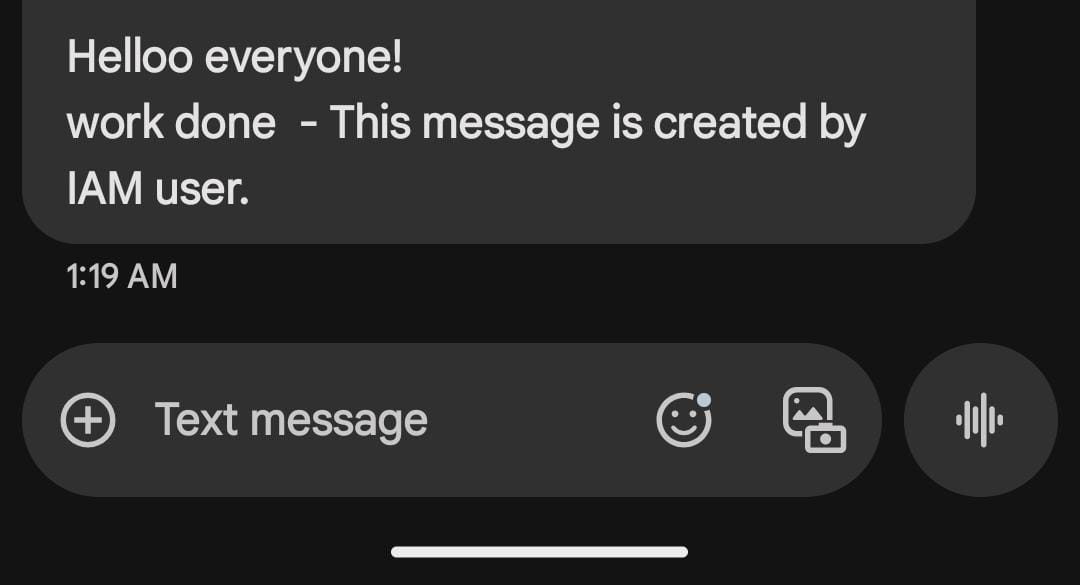 Helloo everyone!
work done  - This message is created by
IAM user.
1:19 AM
Text message